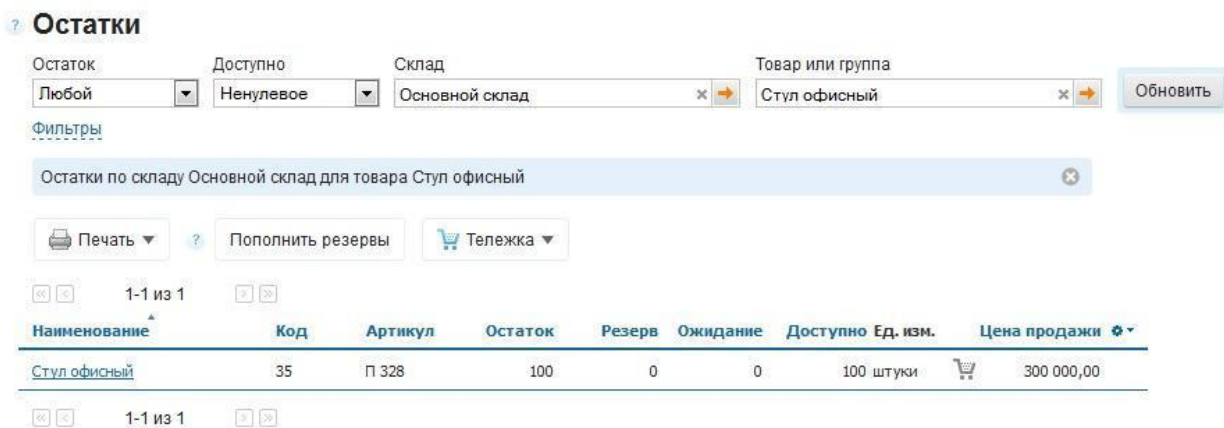 ? Остатки
Остаток Доступно Склад Товар или группа
Любой Ненулевое Основной склад Стул офисный Обновить
Фильтры
Остатки по складу Основной склад для товара Стул офисный
Печать ? Пополнить резервы Тележка
1-1 из 1
Наименование Код Артикул Остаток Резерв Ожидание Доступно Ед. изм. Цена продажи
Стул офисный 35 П 328 100 0 0 100 штуки 300 000,00
1-1 из 1